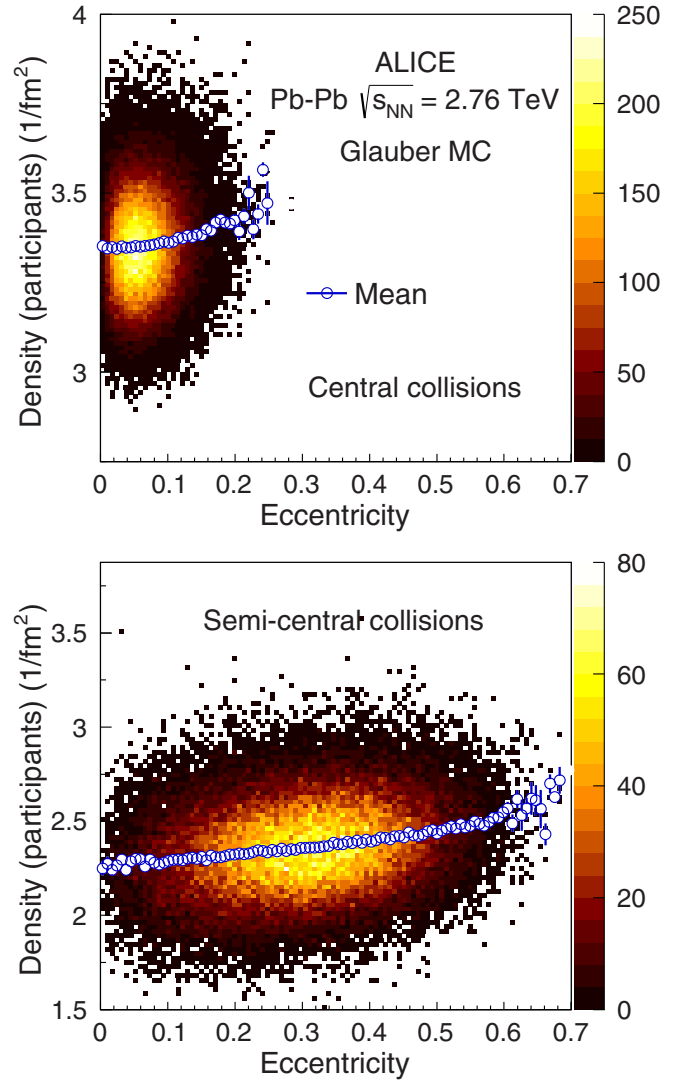 4
250
ALICE
Pb-Pb √sNN = 2.76 TeV
Glauber MC
200
3.5
150
Mean
100
3
Central collisions
50
0
Density (participants) (1/fm²)
0 0.1 0.2 0.3 0.4 0.5 0.6 0.7
Eccentricity
80
Semi-central collisions
3.5
60
3
40
2.5
20
2
1.5
0
Density (participants) (1/fm²)
0 0.1 0.2 0.3 0.4 0.5 0.6 0.7
Eccentricity